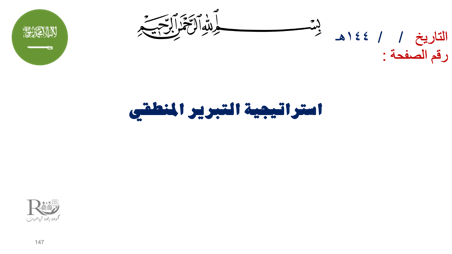 بسم الله الرحمن الرحيم
التاريخ / / ١٤٤هـ
رقم الصفحة :
استراتيجية التبرير المنطقي
147